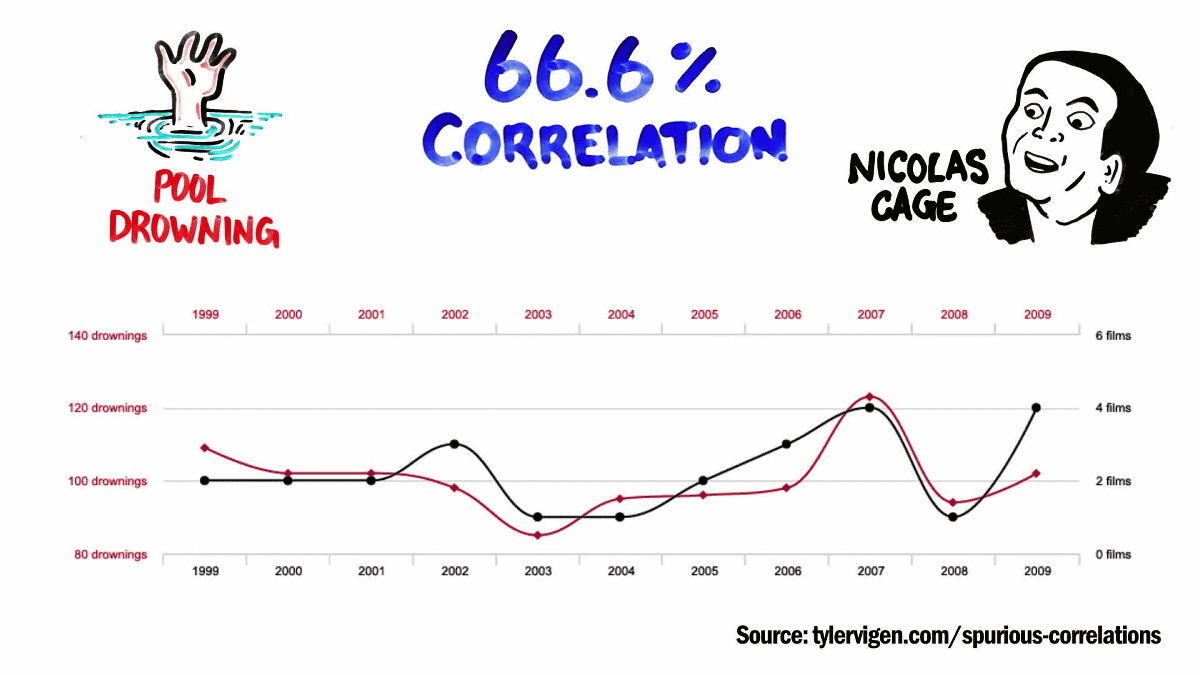 66.6%
CORRELATION
POOL
DROWNING
NICOLAS
CAGE
1999 2000 2001 2002 2003 2004 2005 2006 2007 2008 2009
140 drownings 6 films
120 drownings 4 films
100 drownings 2 films
80 drownings 0 films
1999 2000 2001 2002 2003 2004 2005 2006 2007 2008 2009
Source: tylervigen.com/spurious-correlations